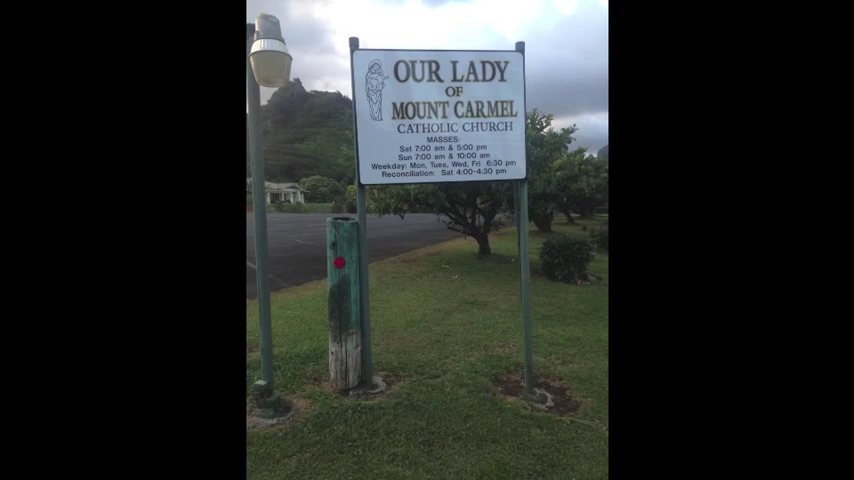 OUR LADY
OF
MOUNT CARMEL
CATHOLIC CHURCH
MASSES:
Sat 7:00 am & 5:00 pm
Sun 7:00 am & 10:00 am
Weekday: Mon, Tues, Wed, Fri 6:30 pm
Reconciliation: Sat 4:00-4:30 pm